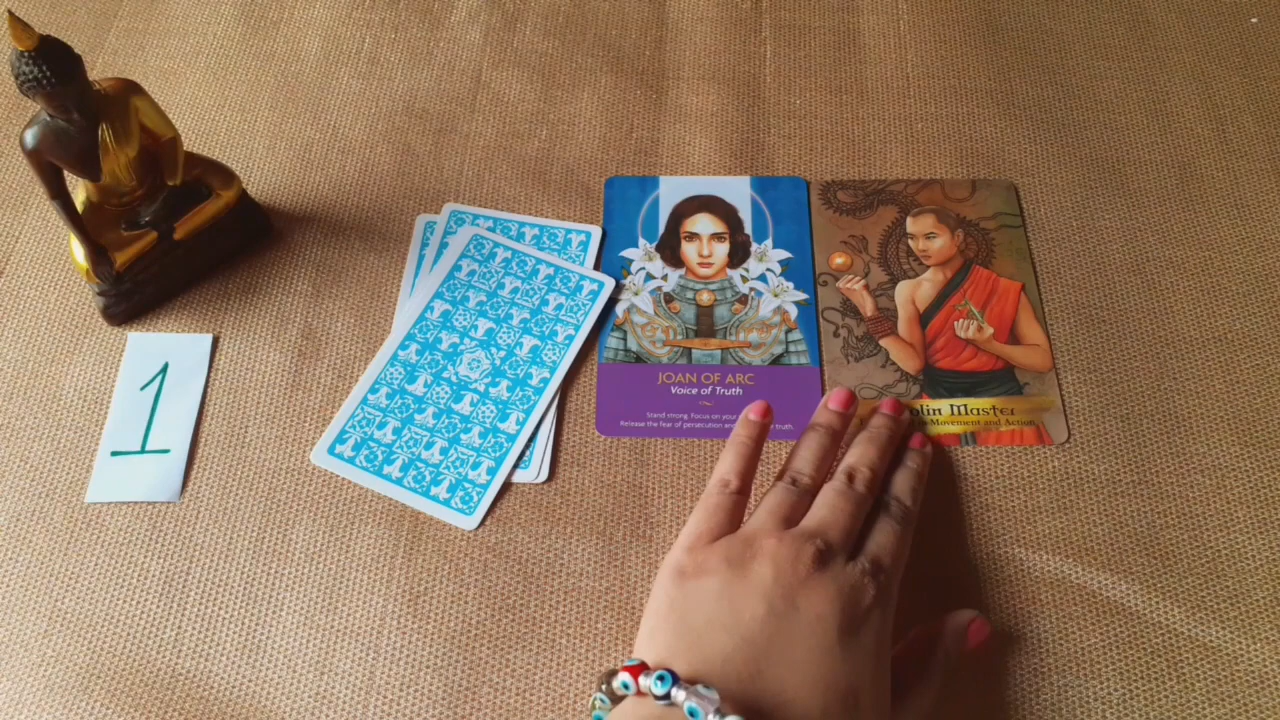 1
JOAN OF ARC
Voice of Truth
Stand strong. Focus on your
Release the fear of persecution and truth.
Master
Movement and Action